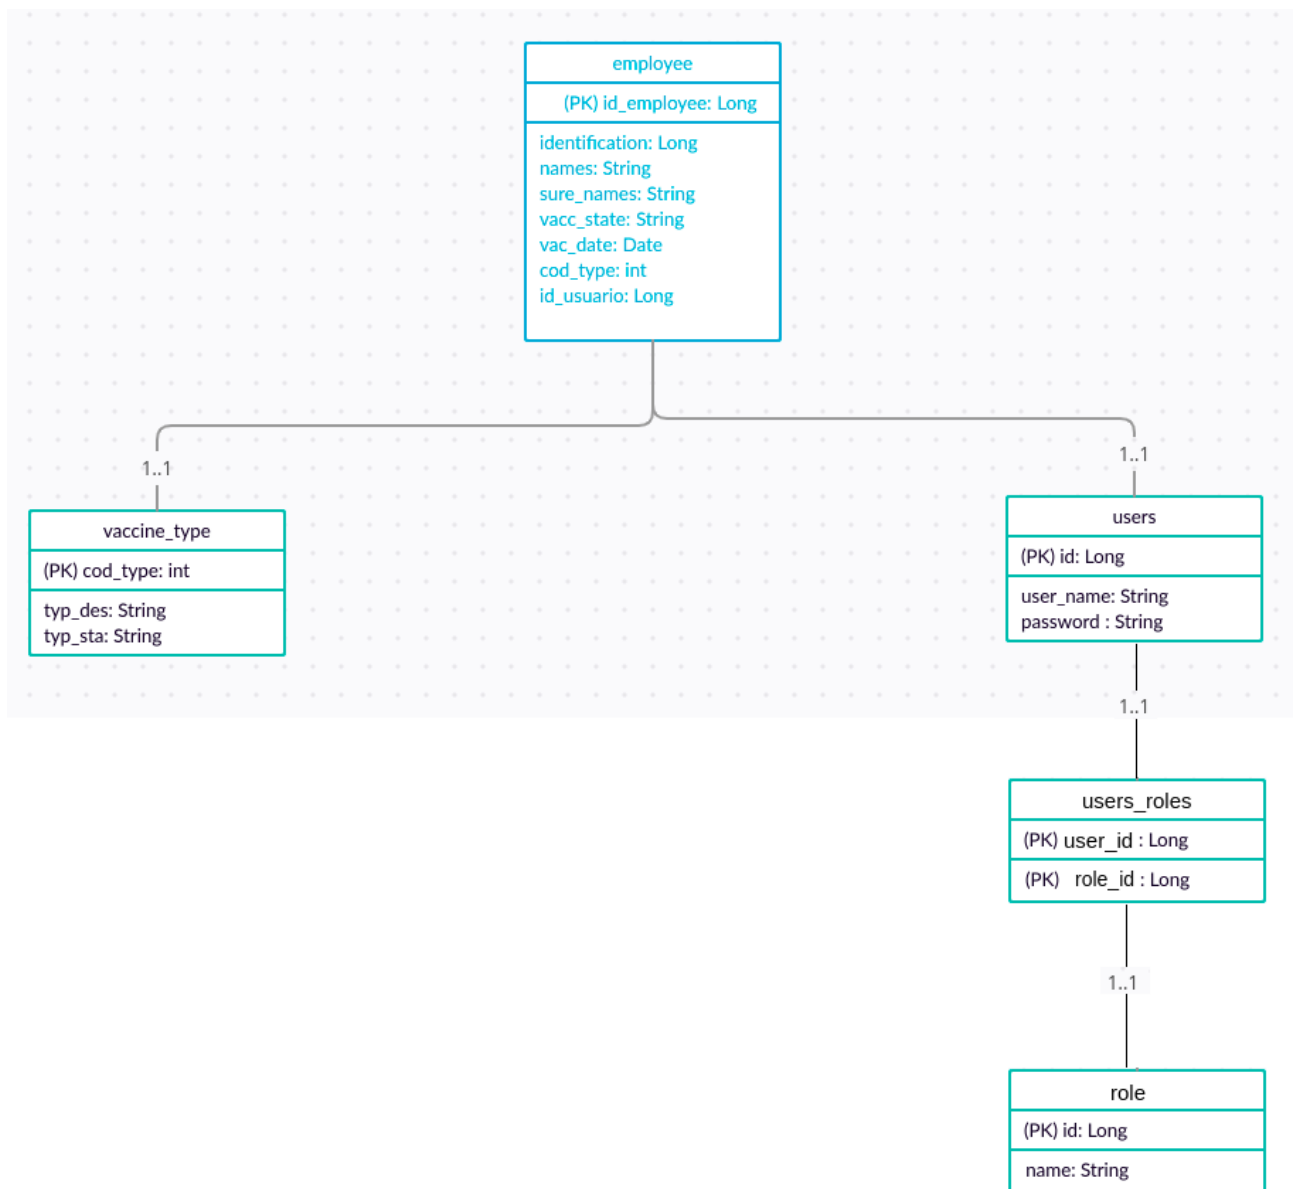 employee
(PK) id_employee: Long
identification: Long
names: String
sure_names: String
vacc_state: String
vac_date: Date
cod_type: int
id_usuario: Long
1..1
1..1
vaccine_type
(PK) cod_type: int
typ_des: String
typ_sta: String
users
(PK) id: Long
user_name: String
password : String
1..1
users_roles
(PK) user_id : Long
(PK) role_id : Long
1..1
role
(PK) id: Long
name: String